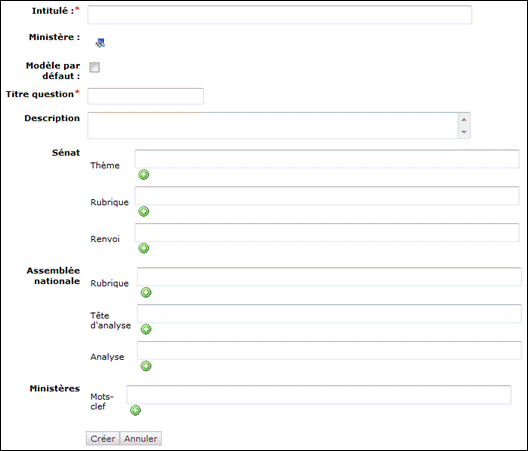 Intitulé :*
Ministère :
Modèle par
défaut :
Titre question*
Description
Sénat
Thème
Rubrique
Renvoi
Assemblée
nationale
Rubrique
Tête
d'analyse
Analyse
Ministères
Mots-
clef
Créer Annuler